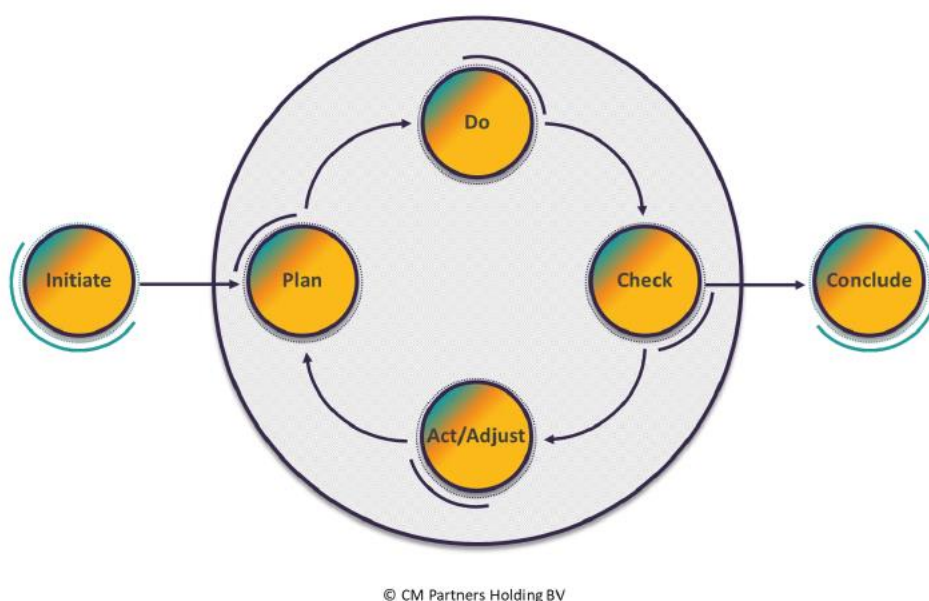 Do
Initiate
Plan
Check
Conclude
Act/Adjust
© CM Partners Holding BV